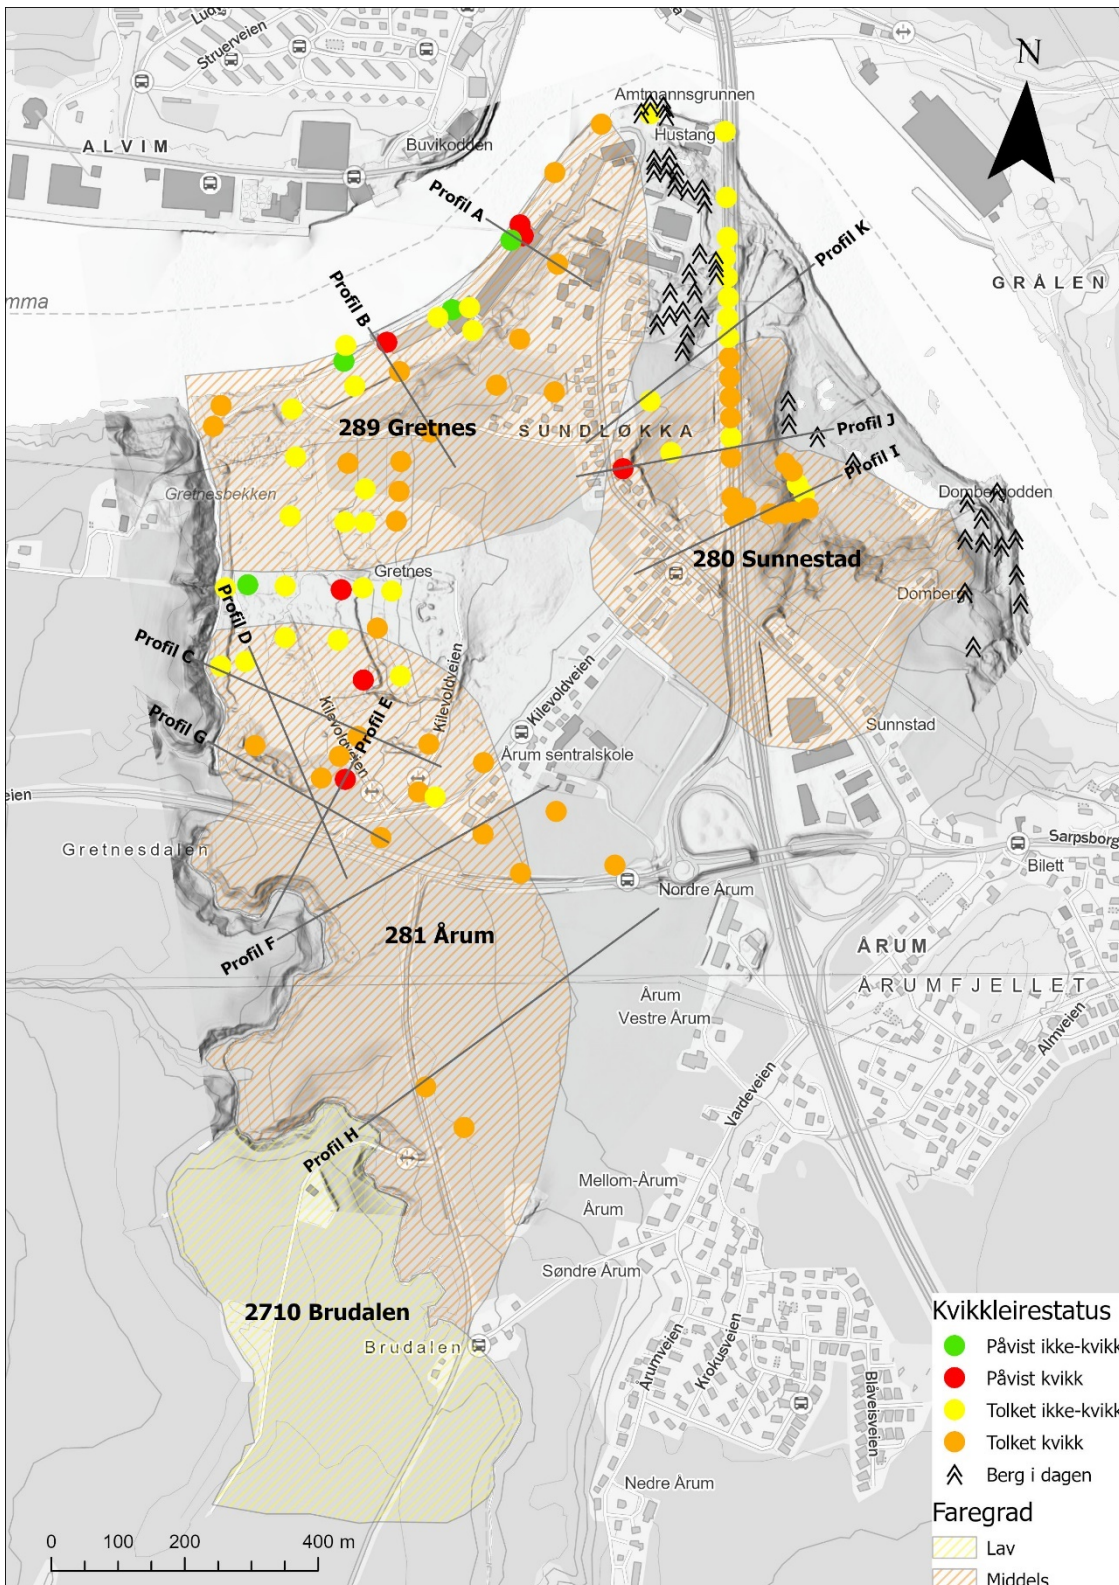 Struerveien
Amtmannsgrunnen
N
ALVIM
Buvikodden
Hustangen
Profil A
Profil K
GRÅLEN
Profil B
289 Gretnes
SUNDLØKKA
Profil J
Profil I
Gretnesbekken
Dombergodden
280 Sunnestad
Gretnes
Domberg
Profil D
Profil C
Kilevoldveien
Kilevoldveien
Profil E
Sunnstad
Profil G
Kilevoldveien
Årum sentralskole
eien
Sarpsborg
Gretnesdalen
Bilett
Nordre Årum
281 Årum
Profil F
ÅRUM
ÅRUMFJELLET
Årum
Vestre Årum
Almveien
Vardeveien
Profil H
Mellom-Årum
Årum
Søndre Årum
2710 Brudalen
Brudalen
Årumveien
Krokusveien
Blåveisveien
Nedre Årum
Kvikkleirestatus
Påvist ikke-kvikk
Påvist kvikk
Tolket ikke-kvikk
Tolket kvikk
Berg i dagen
Faregrad
Lav
Middels
0 100 200 400 m